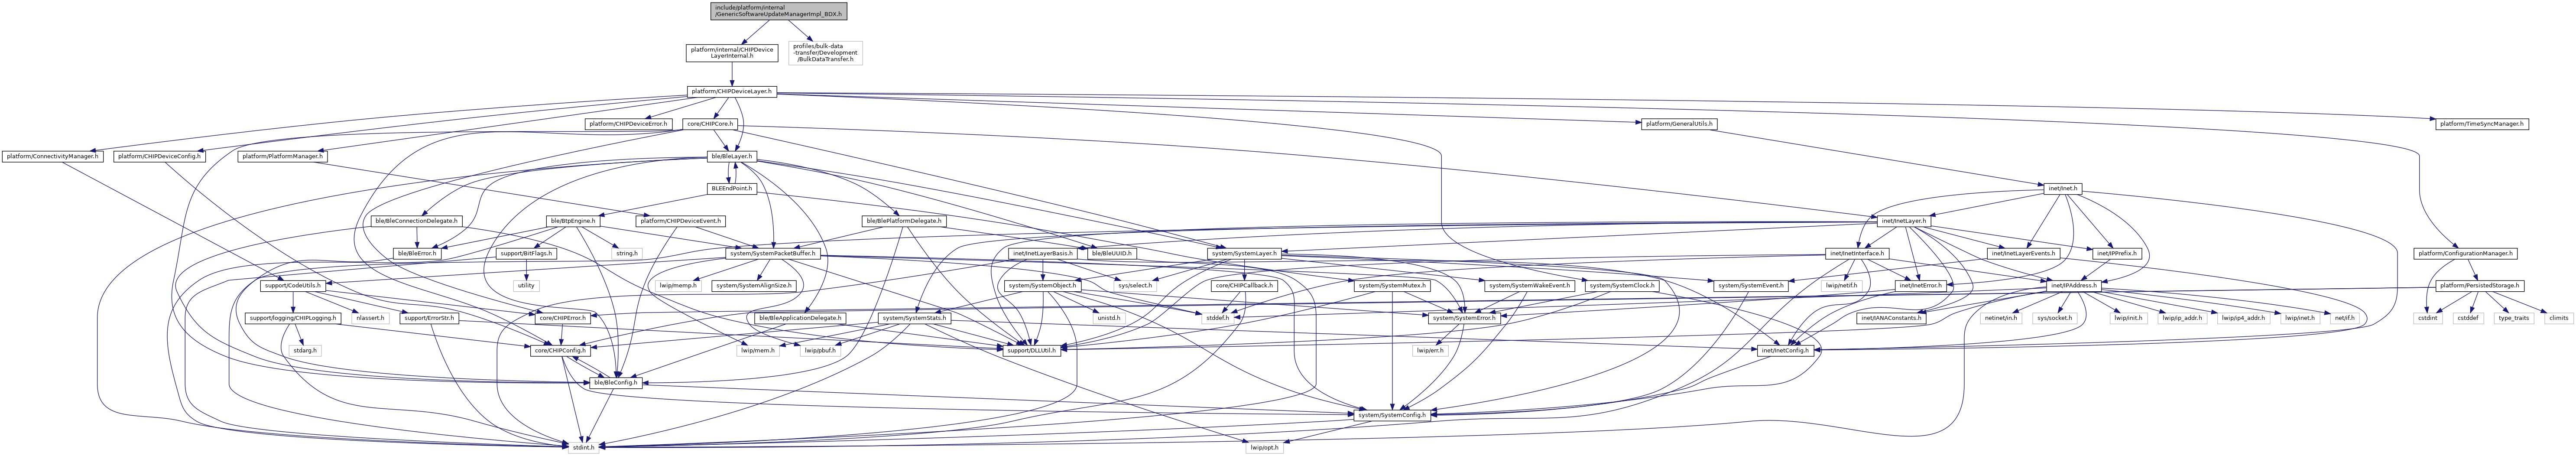 include/platform/internal
/GenericSoftwareUpdateManagerImpl_BDX.h
platform/internal/CHIPDevice
LayerInternal.h
profiles/bulk-data
-transfer/Development
/BulkDataTransfer.h
platform/CHIPDeviceLayer.h
platform/CHIPDeviceError.h
core/CHIPCore.h
platform/GeneralUtils.h
platform/TimeSyncManager.h
platform/ConnectivityManager.h
platform/CHIPDeviceConfig.h
platform/PlatformManager.h
ble/BleLayer.h
BLEEndPoint.h
inet/Inet.h
ble/BleConnectionDelegate.h
ble/BtpEngine.h
platform/CHIPDeviceEvent.h
ble/BlePlatformDelegate.h
inet/InetLayer.h
ble/BleError.h
support/BitFlags.h
string.h
system/SystemPacketBuffer.h
inet/InetLayerBasis.h
ble/BleUUID.h
system/SystemLayer.h
inet/InetInterface.h
inet/InetLayerEvents.h
inet/IPPrefix.h
platform/ConfigurationManager.h
support/CodeUtils.h
utility
lwip/memp.h
system/SystemAlignSize.h
system/SystemObject.h
sys/select.h
core/CHIPCallback.h
system/SystemMutex.h
system/SystemWakeEvent.h
system/SystemClock.h
system/SystemEvent.h
lwip/netif.h
inet/InetError.h
inet/IPAddress.h
platform/PersistedStorage.h
support/logging/CHIPLogging.h
nlassert.h
support/ErrorStr.h
core/CHIPError.h
ble/BleApplicationDelegate.h
system/SystemStats.h
unistd.h
stddef.h
system/SystemError.h
inet/IANAConstants.h
netinet/in.h
sys/socket.h
lwip/init.h
lwip/ip_addr.h
lwip/ip4_addr.h
lwip/inet.h
net/if.h
cstdint
cstddef
type_traits
climits
stdarg.h
core/CHIPConfig.h
lwip/mem.h
lwip/pbuf.h
support/DLLUtil.h
lwip/err.h
inet/InetConfig.h
ble/BleConfig.h
system/SystemConfig.h
stdint.h
lwip/opt.h